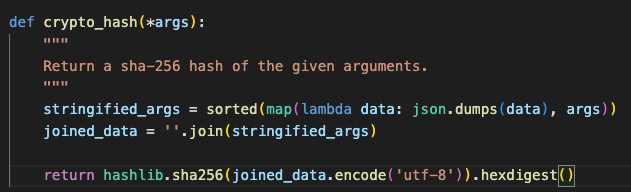 def crypto_hash(*args):
"""
Return a sha-256 hash of the given arguments.
"""
stringified_args = sorted(map(lambda data: json.dumps(data), args))
joined_data = ''.join(stringified_args)
return hashlib.sha256(joined_data.encode('utf-8')).hexdigest()